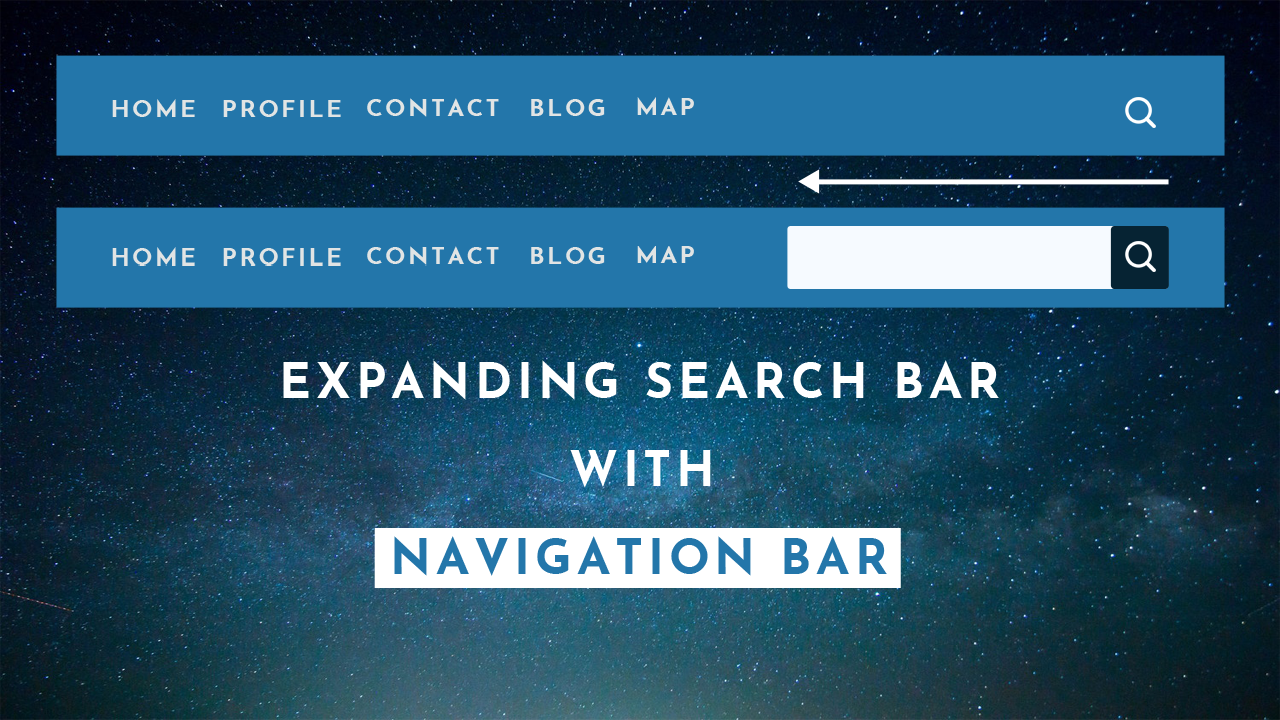 HOME PROFILE CONTACT BLOG MAP
HOME PROFILE CONTACT BLOG MAP
EXPANDING SEARCH BAR
WITH
NAVIGATION BAR